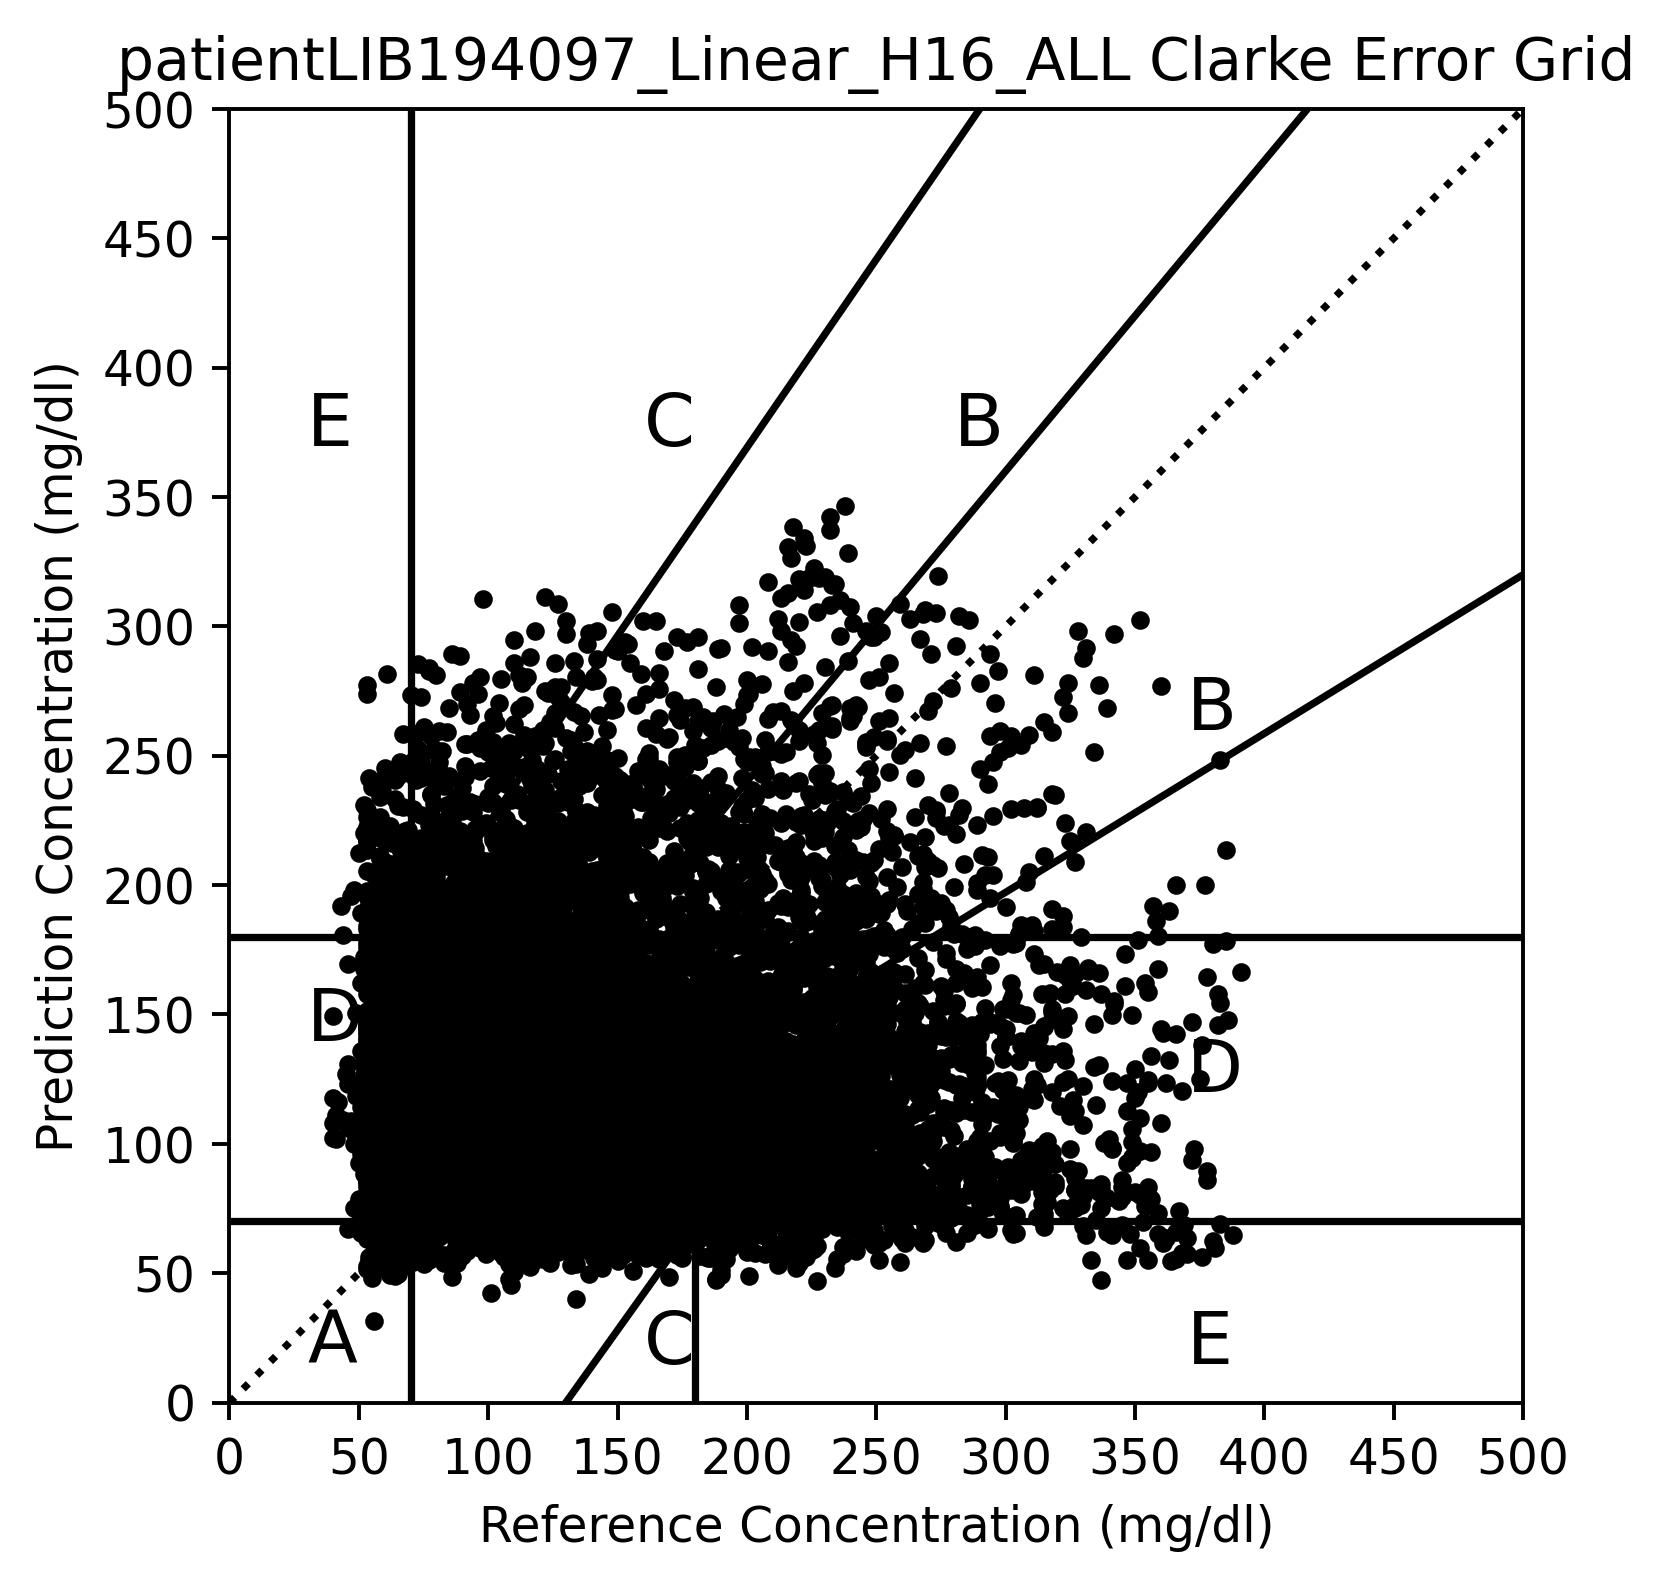 patientLIB194097_Linear_H16_ALL Clarke Error Grid
500
450
400
350
300
250
200
150
100
50
0
Prediction Concentration (mg/dl)
E
C
B
B
D
D
A
C
E
0 50 100 150 200 250 300 350 400 450 500
Reference Concentration (mg/dl)